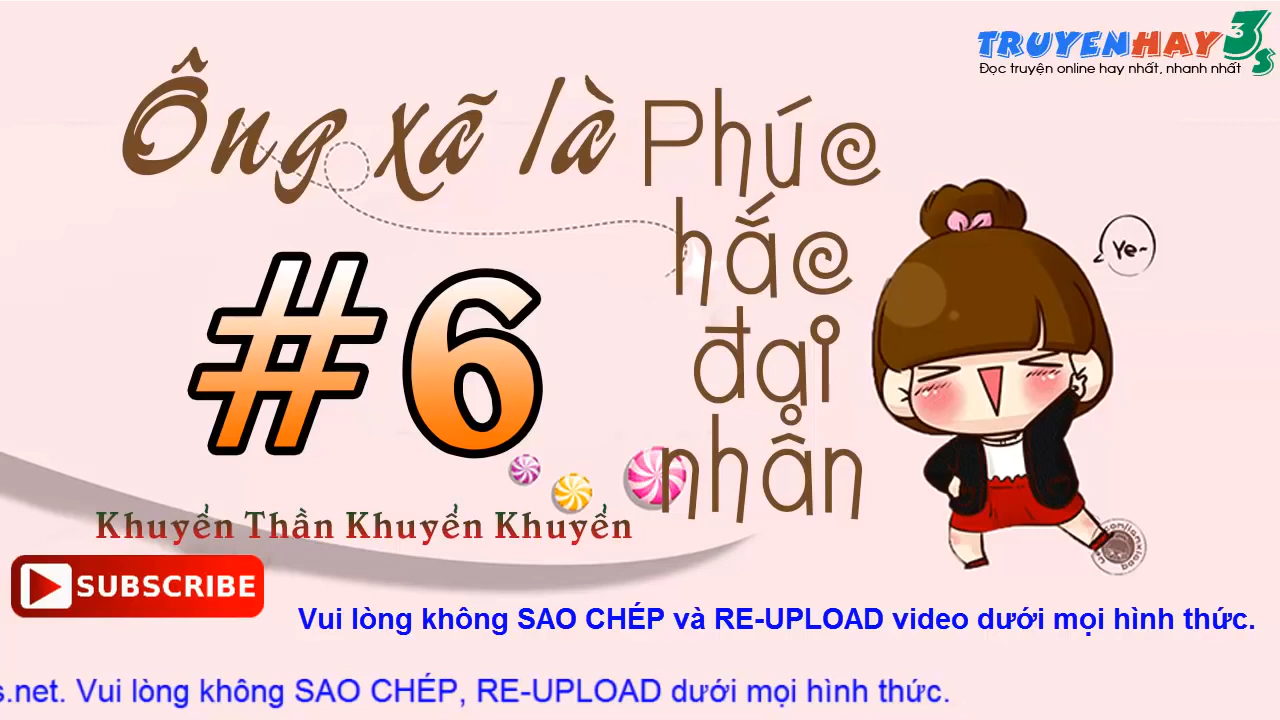 TRUYENHAY3S
Đọc truyện online hay nhất, nhanh nhất
Ông xã là Phúc
hắc
đại
nhân
#6
Ye~
Khuyển Thần Khuyển Khuyển
SUBSCRIBE
Vui lòng không SAO CHÉP và RE-UPLOAD video dưới mọi hình thức.
s.net. Vui lòng không SAO CHÉP, RE-UPLOAD dưới mọi hình thức.